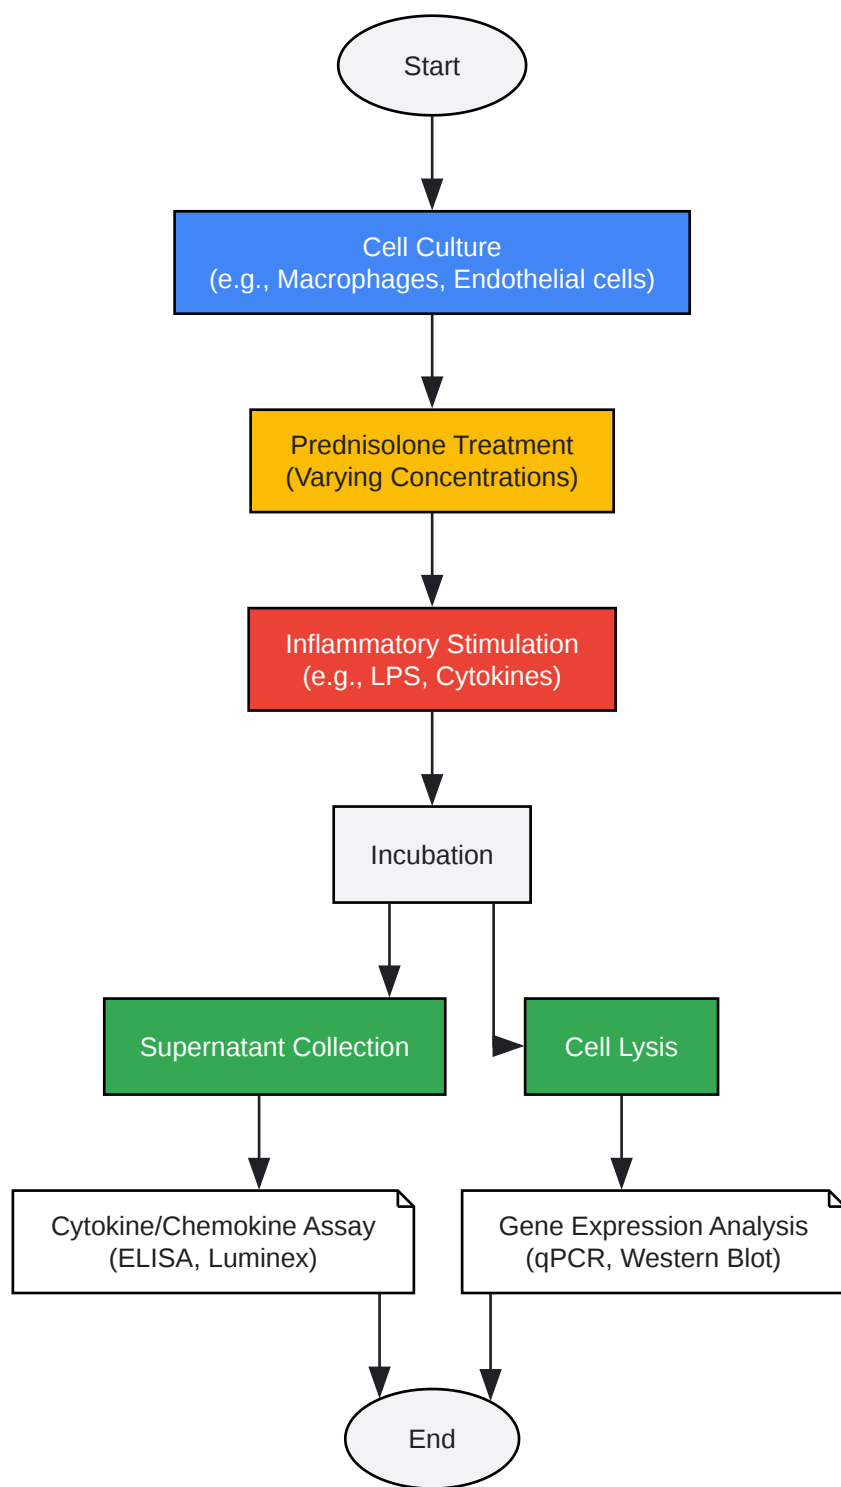 Start
Cell Culture
(e.g., Macrophages, Endothelial cells)
Prednisolone Treatment
(Varying Concentrations)
Inflammatory Stimulation
(e.g., LPS, Cytokines)
Incubation
Supernatant Collection
Cell Lysis
Cytokine/Chemokine Assay
(ELISA, Luminex)
Gene Expression Analysis
(qPCR, Western Blot)
End